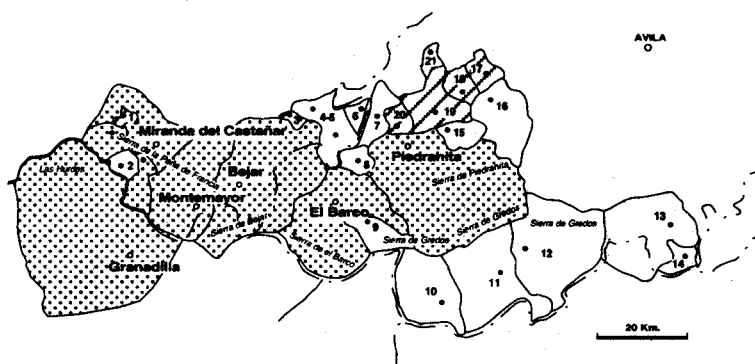 AVILA
21
18
17
16
4-5
6
7
20
19
15
Miranda del Castañar
Sierra de la Peña de Francia
2
8
Piedrahita
Las Hurdes
Bejar
Sierra de Piedrahita
Montemayor
El Barco
9
Sierra de Bejar
Sierra de el Barco
Sierra de Gredos
Sierra de Gredos
Sierra de Gredos
Granadilla
10
11
12
13
14
20 Km.